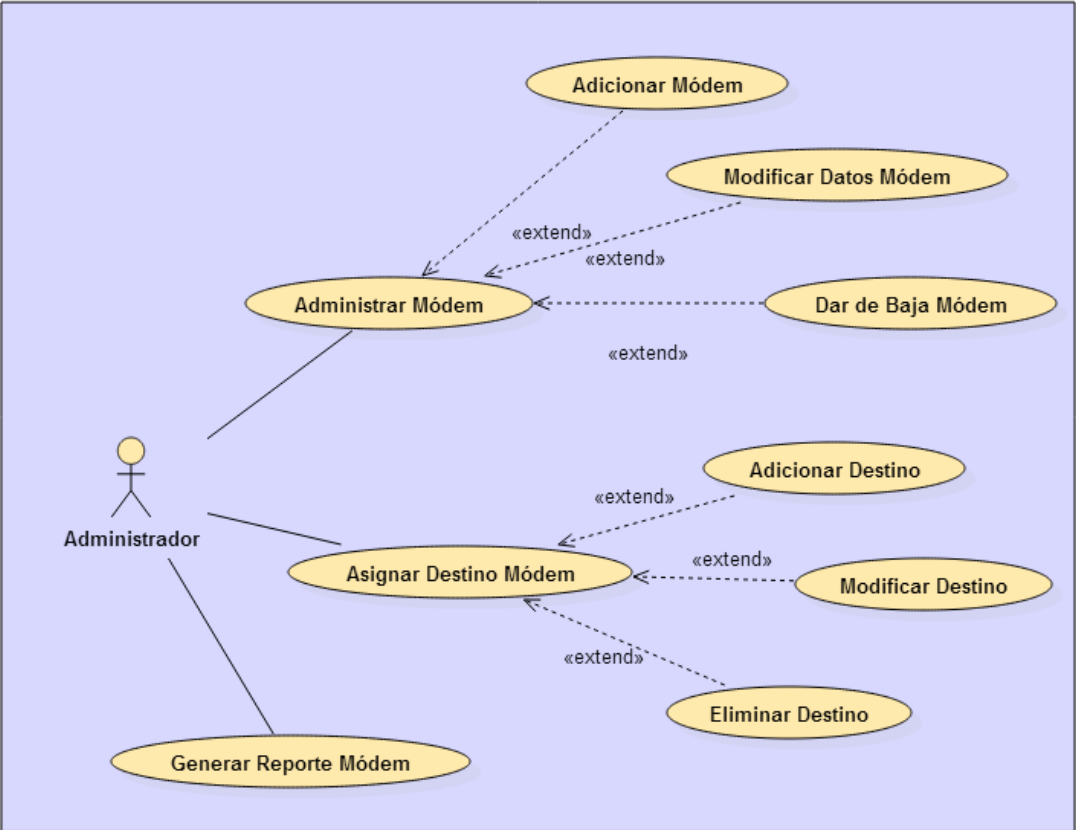 Adicionar Módem
Modificar Datos Módem
«extend»
«extend»
Administrar Módem
Dar de Baja Módem
«extend»
Adicionar Destino
«extend»
Administrador
«extend»
Asignar Destino Módem
Modificar Destino
«extend»
Eliminar Destino
Generar Reporte Módem